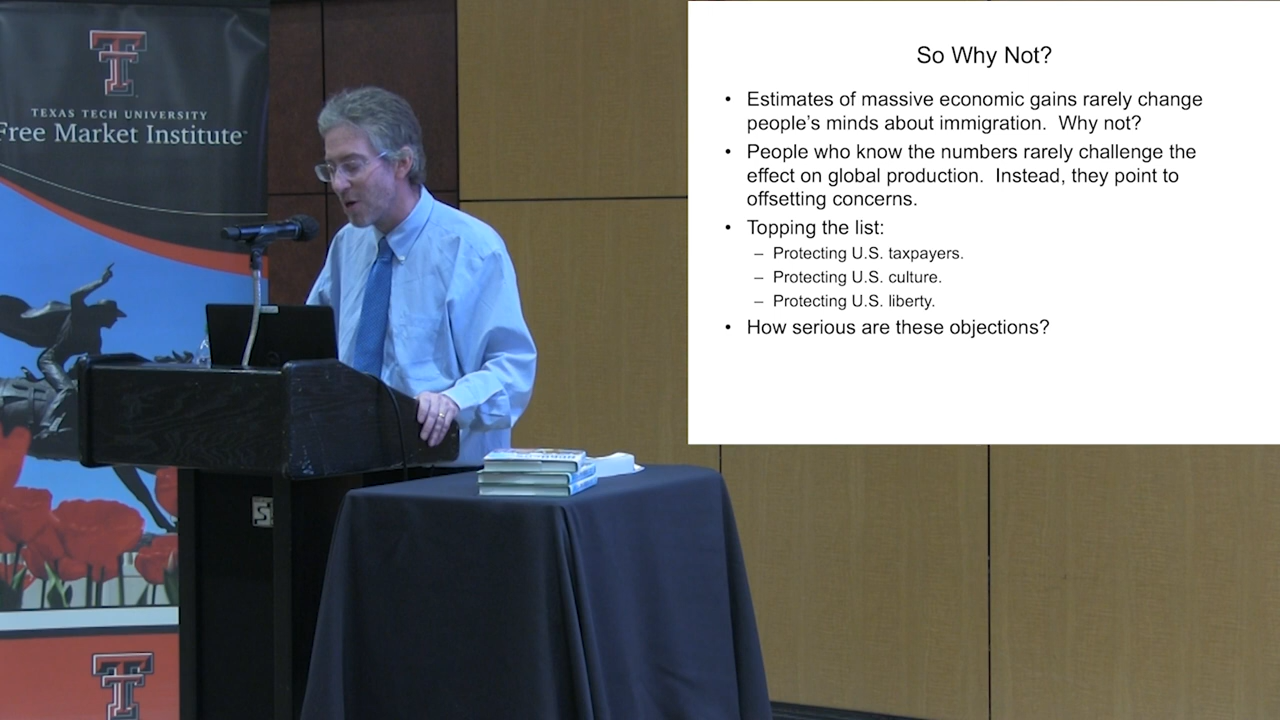 TEXAS TECH UNIVERSITY
Free Market Institute
So Why Not?
• Estimates of massive economic gains rarely change
people's minds about immigration.  Why not?
• People who know the numbers rarely challenge the
effect on global production.  Instead, they point to
offsetting concerns.
• Topping the list:
– Protecting U.S. taxpayers.
– Protecting U.S. culture.
– Protecting U.S. liberty.
• How serious are these objections?